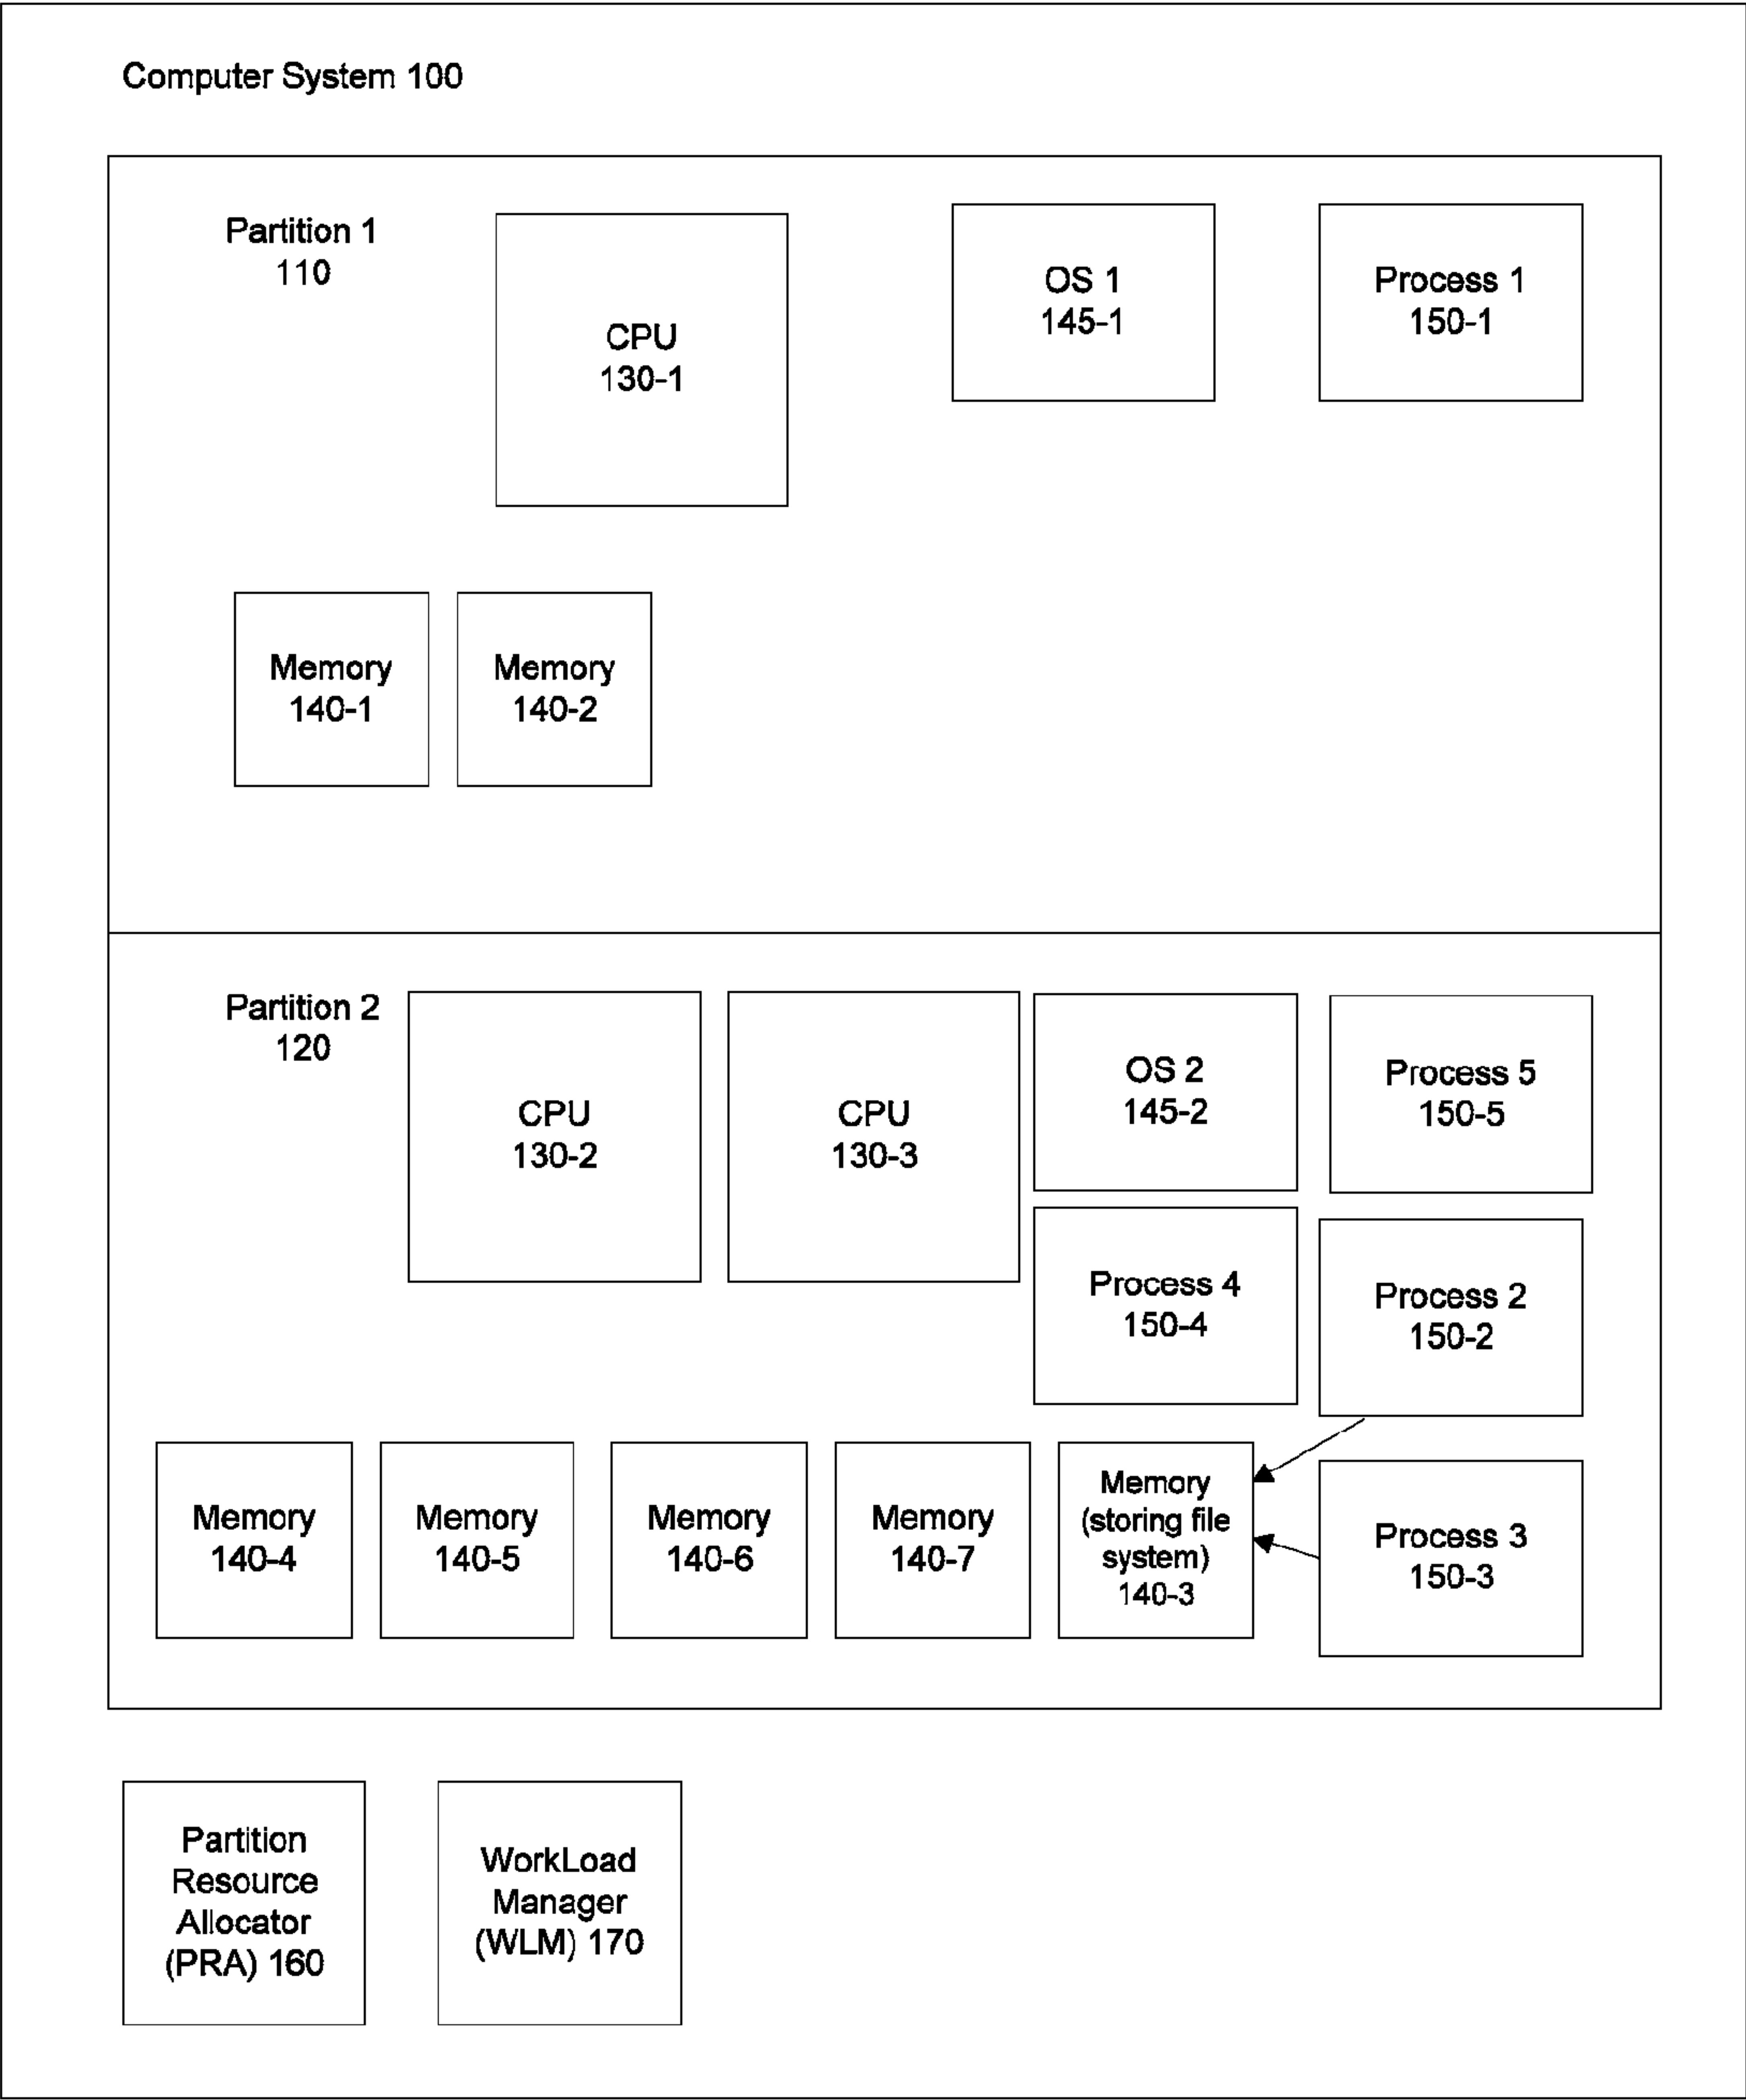 Computer System 100
Partition 1
110
CPU
130-1
OS 1
145-1
Process 1
150-1
Memory
140-1
Memory
140-2
Partition 2
120
CPU
130-2
CPU
130-3
OS 2
145-2
Process 5
150-5
Process 4
150-4
Process 2
150-2
Memory
140-4
Memory
140-5
Memory
140-6
Memory
140-7
Memory
(storing file
system)
140-3
Process 3
150-3
Partition
Resource
Allocator
(PRA) 160
WorkLoad
Manager
(WLM) 170